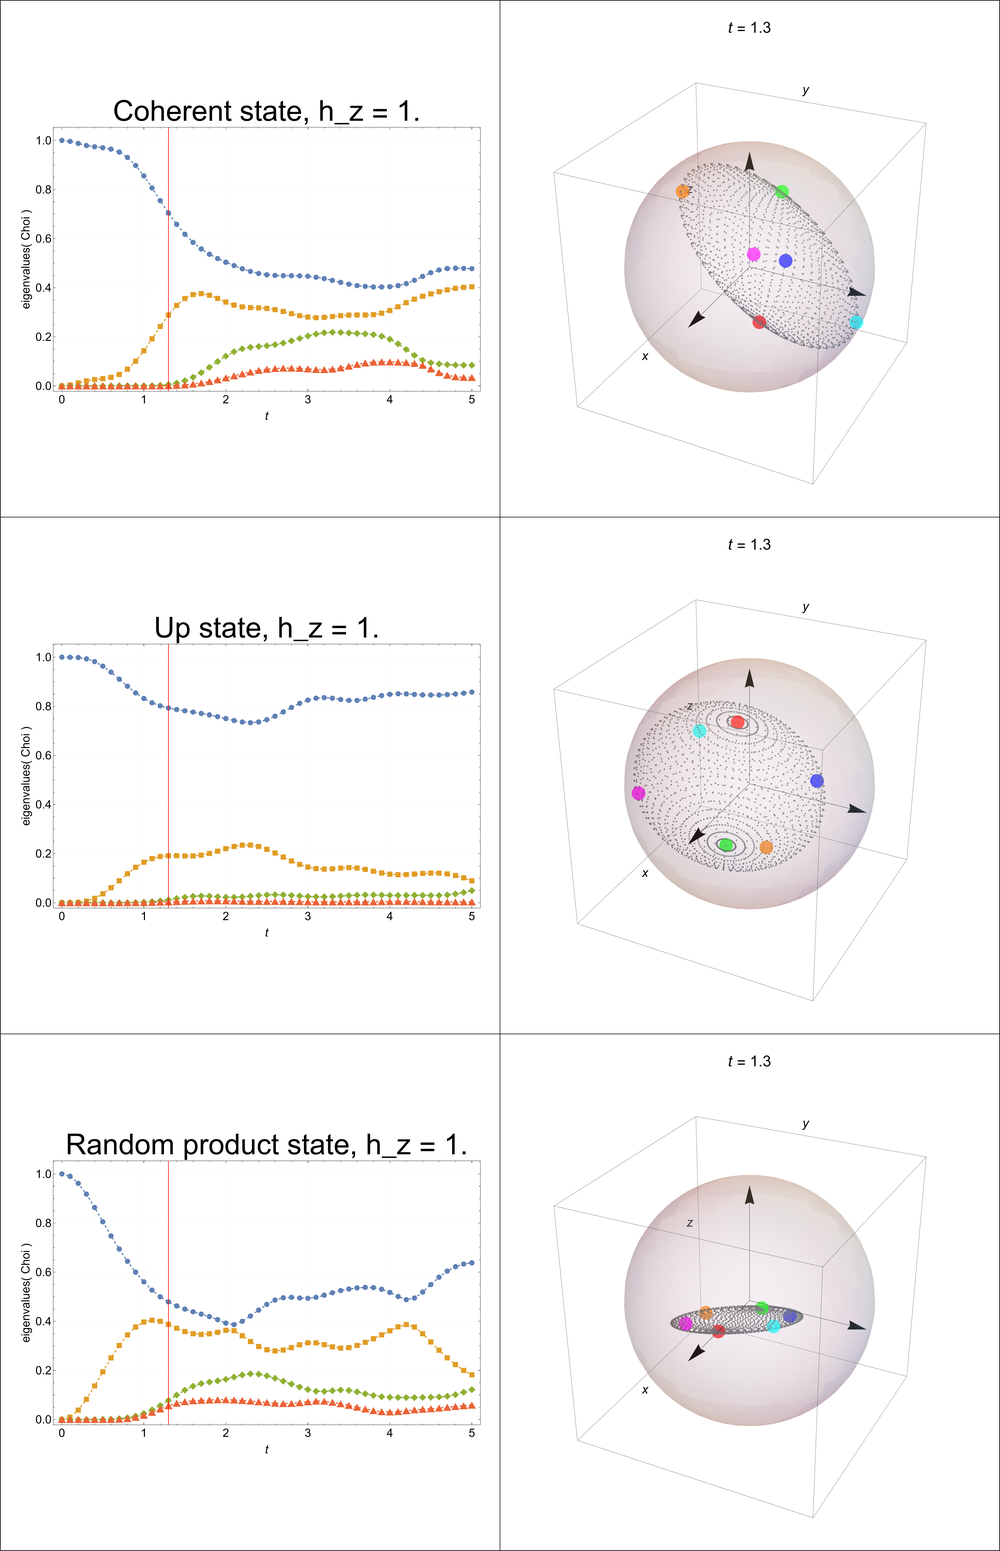 t = 1.3
y
Coherent state, h_z = 1.
1.0
0.8
z
0.6
eigenvalues( Choi )
0.4
x
0.2
0.0
0 1 2 3 4 5
t
t = 1.3
y
Up state, h_z = 1.
1.0
0.8
z
0.6
eigenvalues( Choi )
0.4
x
0.2
0.0
0 1 2 3 4 5
t
t = 1.3
y
Random product state, h_z = 1.
1.0
0.8
z
0.6
eigenvalues( Choi )
0.4
x
0.2
0.0
0 1 2 3 4 5
t